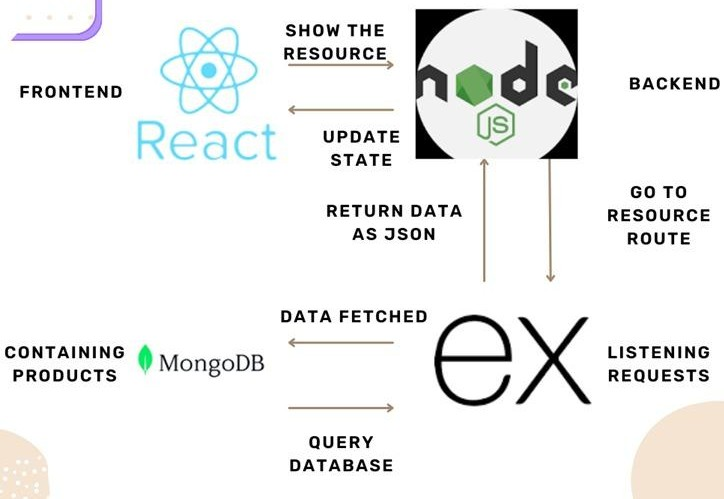 SHOW THE
RESOURCE
FRONTEND
React
node
JS
BACKEND
UPDATE
STATE
RETURN DATA
AS JSON
GO TO
RESOURCE
ROUTE
DATA FETCHED
CONTAINING
PRODUCTS
MongoDB
ex
LISTENING
REQUESTS
QUERY
DATABASE